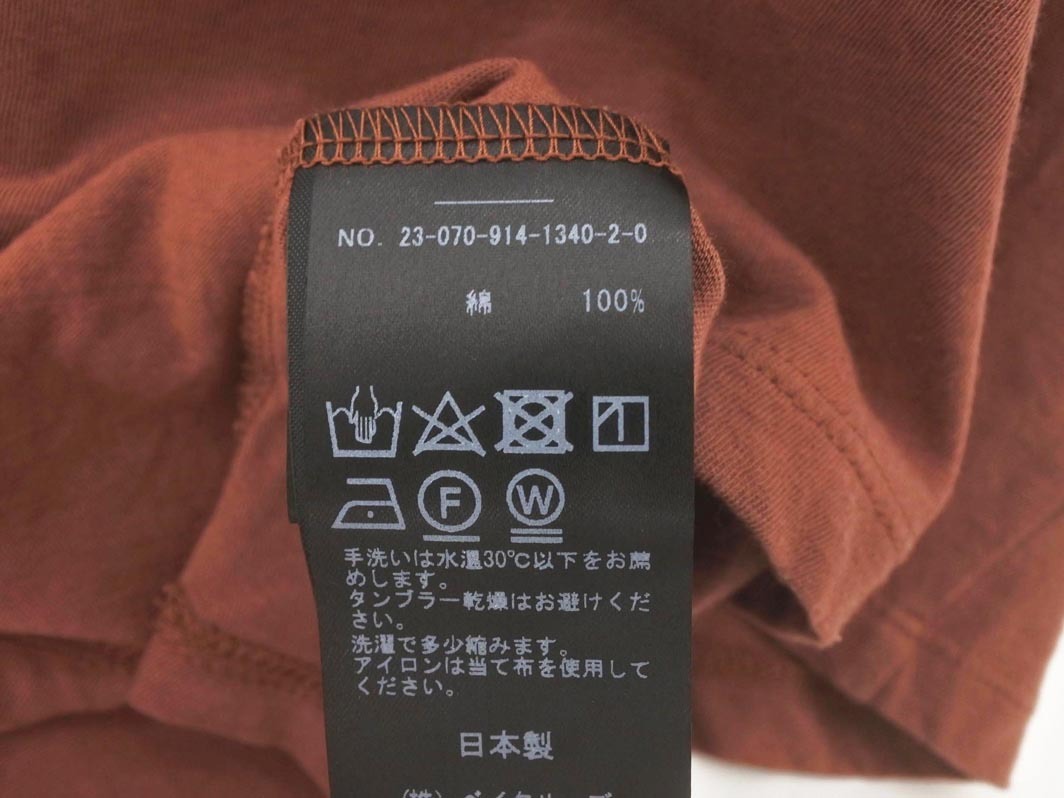 NO. 23-070-914-1340-2-0
綿 100%
F W
手洗いは水温30℃以下をお薦
めします。
タンブラー乾燥はお避けくだ
さい。
洗濯で多少縮みます。
アイロンは当て布を使用して
ください。
日本製